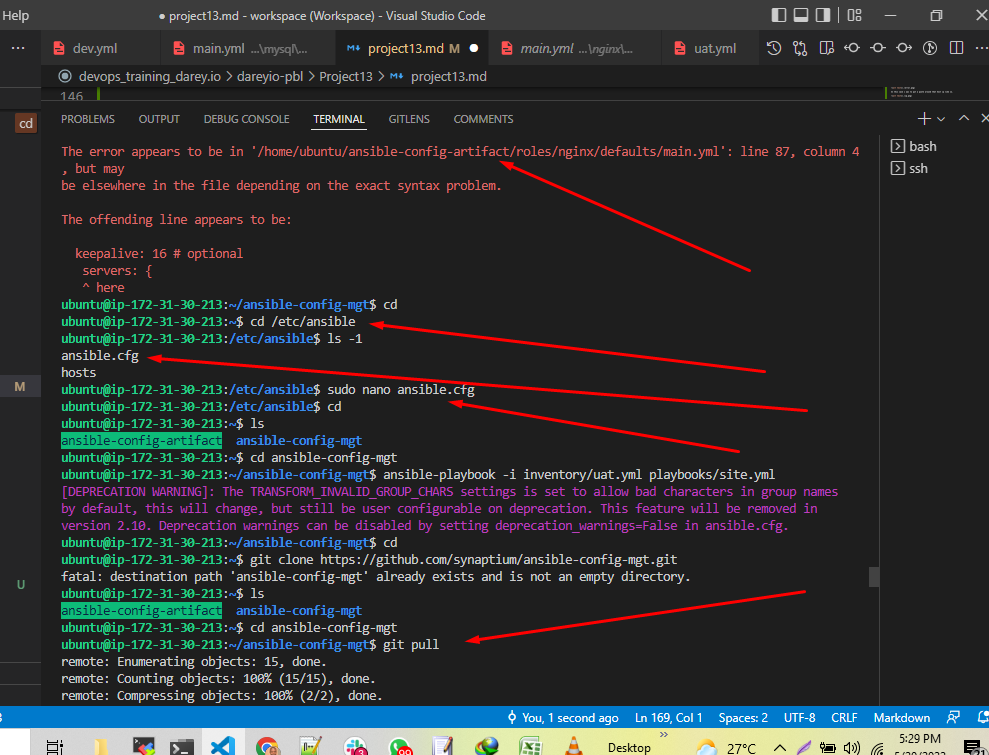 Help
● project13.md - workspace (Workspace) - Visual Studio Code
dev.yml
main.yml ...\mysql\...
project13.md M ●
main.yml ...\nginx\...
uat.yml
devops_training_darey.io > dareyio-pbl > Project13 > project13.md
146
cd
PROBLEMS OUTPUT DEBUG CONSOLE TERMINAL GITLENS COMMENTS
bash
ssh
The error appears to be in '/home/ubuntu/ansible-config-artifact/roles/nginx/defaults/main.yml': line 87, column 4
, but may
be elsewhere in the file depending on the exact syntax problem.
The offending line appears to be:
keepalive: 16 # optional
servers: {
^ here
ubuntu@ip-172-31-30-213:~/ansible-config-mgt$ cd
ubuntu@ip-172-31-30-213:~$ cd /etc/ansible
ubuntu@ip-172-31-30-213:/etc/ansible$ ls -1
ansible.cfg
hosts
M
ubuntu@ip-172-31-30-213:/etc/ansible$ sudo nano ansible.cfg
ubuntu@ip-172-31-30-213:/etc/ansible$ cd
ubuntu@ip-172-31-30-213:~$ ls
ansible-config-artifact ansible-config-mgt
ubuntu@ip-172-31-30-213:~$ cd ansible-config-mgt
ubuntu@ip-172-31-30-213:~/ansible-config-mgt$ ansible-playbook -i inventory/uat.yml playbooks/site.yml
[DEPRECATION WARNING]: The TRANSFORM_INVALID_GROUP_CHARS settings is set to allow bad characters in group names
by default, this will change, but still be user configurable on deprecation. This feature will be removed in
version 2.10. Deprecation warnings can be disabled by setting deprecation_warnings=False in ansible.cfg.
ubuntu@ip-172-31-30-213:~/ansible-config-mgt$ cd
ubuntu@ip-172-31-30-213:~$ git clone https://github.com/synaptium/ansible-config-mgt.git
fatal: destination path 'ansible-config-mgt' already exists and is not an empty directory.
U
ubuntu@ip-172-31-30-213:~$ ls
ansible-config-artifact ansible-config-mgt
ubuntu@ip-172-31-30-213:~$ cd ansible-config-mgt
ubuntu@ip-172-31-30-213:~/ansible-config-mgt$ git pull
remote: Enumerating objects: 15, done.
remote: Counting objects: 100% (15/15), done.
remote: Compressing objects: 100% (2/2), done.
You, 1 second ago Ln 169, Col 1 Spaces: 2 UTF-8 CRLF Markdown
Desktop
27°C
5:29 PM